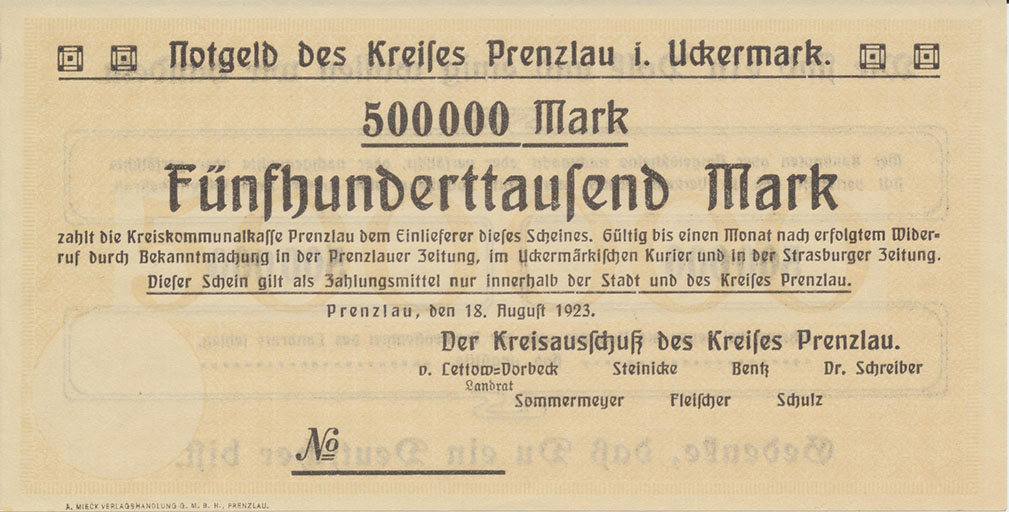 Notgeld des Kreiſes Prenzlau i. Uckermark.
500000 Mark
Fünfhunderttauſend Mark
zahlt die Kreiskommunalkaſſe Prenzlau dem Einlieferer dieſes Scheines. Gültig bis einen Monat nach erfolgtem Wider-
ruf durch Bekanntmachung in der Prenzlauer Zeitung, im Uckermärkiſchen Kurier und in der Strasburger Zeitung.
Dieſer Schein gilt als Zahlungsmittel nur innerhalb der Stadt und des Kreiſes Prenzlau.
Prenzlau, den 18. Auguſt 1923.
Der Kreisausſchuß des Kreiſes Prenzlau.
v. Lettow-Vorbeck Steinicke Bentz Dr. Schreiber
Landrat
Sommermeyer Fleiſcher Schulz
№
Gedenke, daß Du ein Deutſcher biſt.
A. MIECK VERLAGSHANDLUNG G. M. B. H., PRENZLAU.